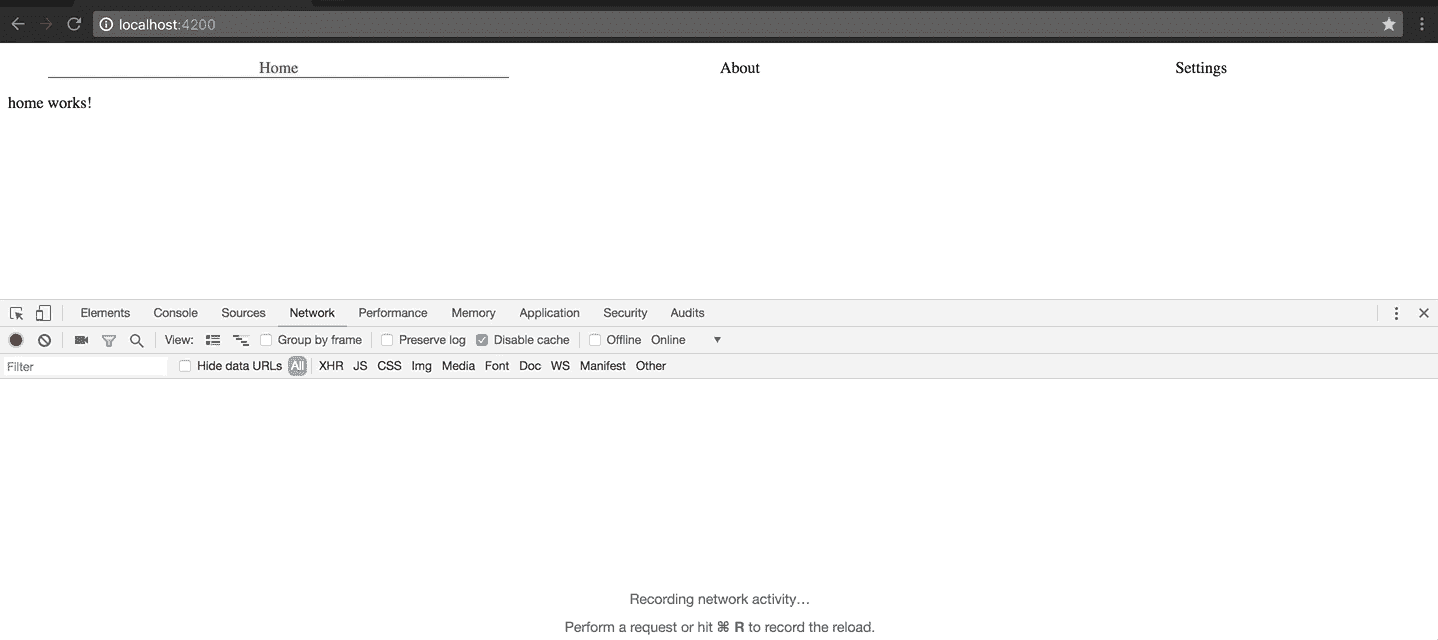 localhost:4200
Home About Settings
home works!
Elements Console Sources Network Performance Memory Application Security Audits
View: Group by frame Preserve log Disable cache Offline Online
Filter Hide data URLs All XHR JS CSS Img Media Font Doc WS Manifest Other
Recording network activity…
Perform a request or hit ⌘ R to record the reload.